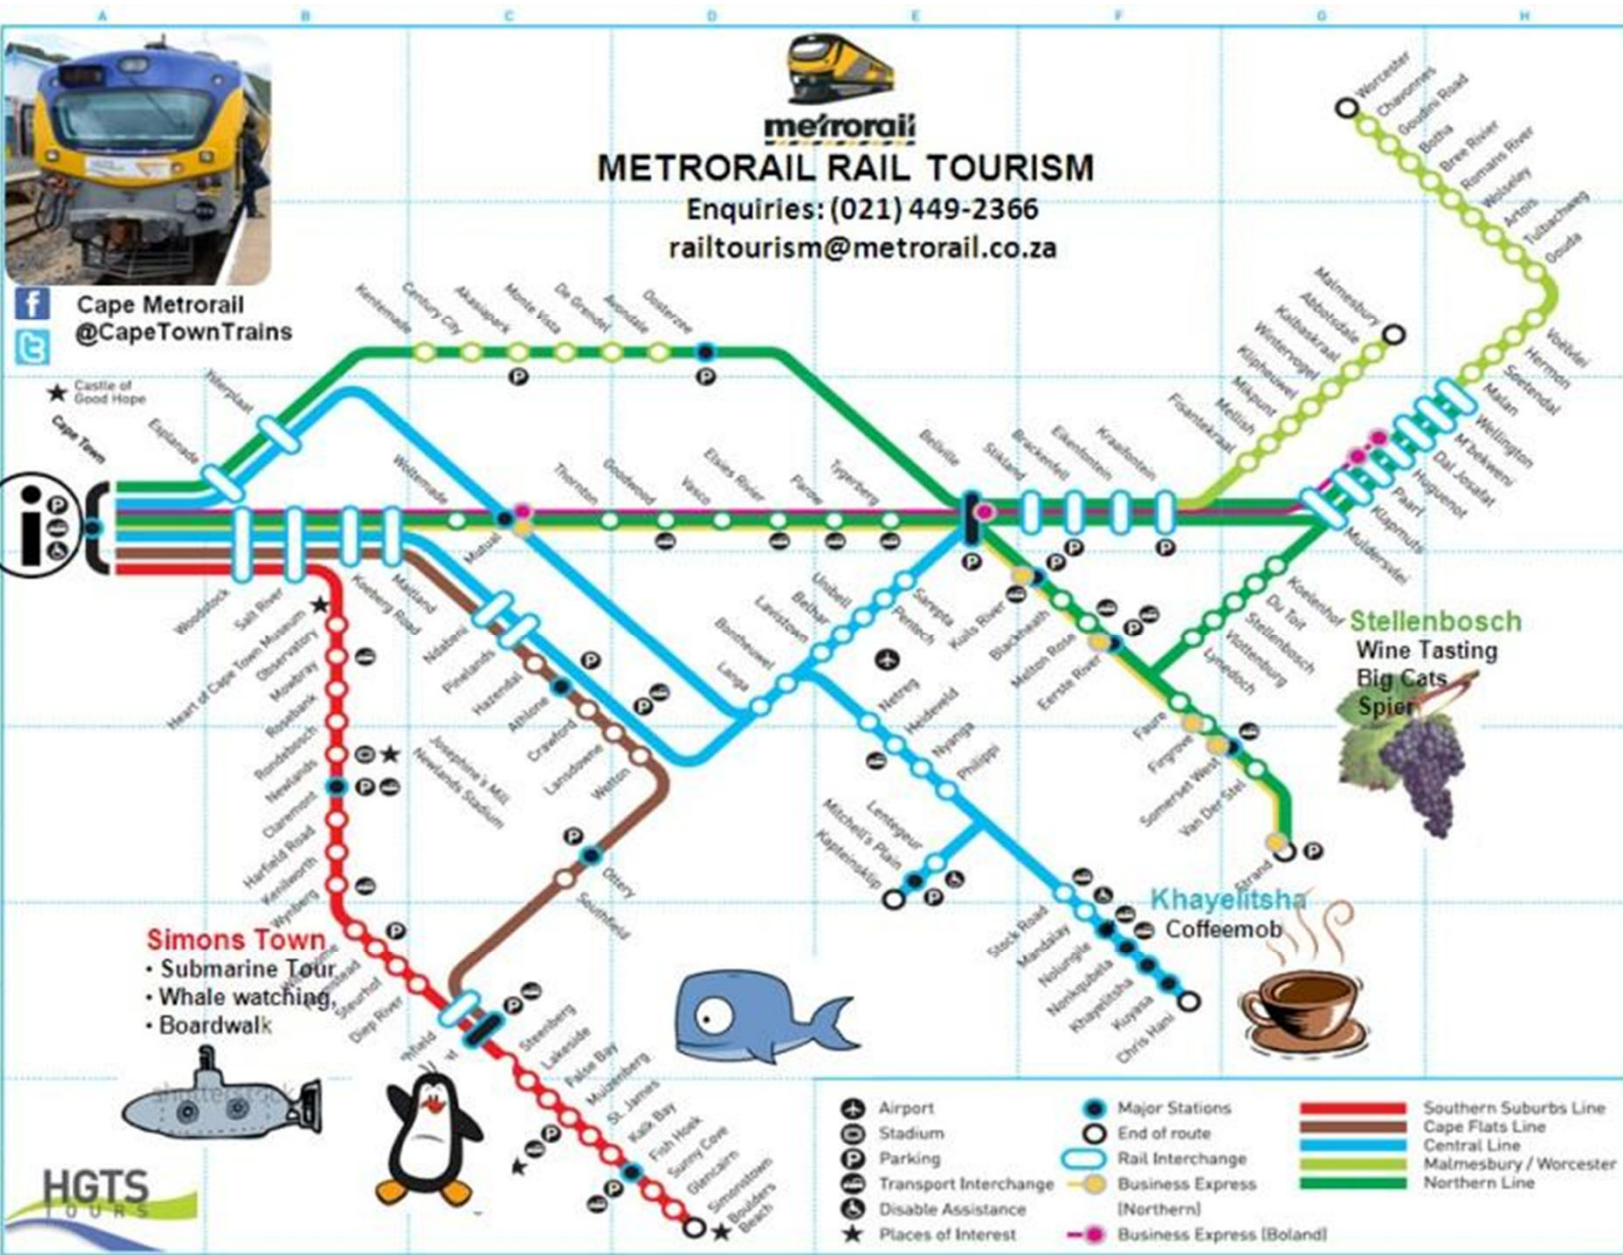 A B C D E F G H
metrorail
METRORAIL RAIL TOURISM
Enquiries: (021) 449-2366
railtourism@metrorail.co.za
Cape Metrorail
@CapeTownTrains
Castle of
Good Hope
Cape Town
Esplanade
Ysterplaat
Kentemade
Century City
Akasiapark
Monte Vista
De Grendel
Avondale
Oosterzee
Woltemade
Mutual
Thornton
Goodwood
Vasco
Elsies Rivier
Parow
Tygerberg
Bellville
Stikland
Brackenfell
Eikenfontein
Kraaifontein
Fisantekraal
Mellish
Mikpunt
Klipheuwel
Wintervogel
Kalbaskraal
Abbotsdale
Malmesbury
Worcester
Chavonnes
Goudini Road
Botha
Bree Rivier
Romans River
Wolseley
Artois
Tulbachweg
Gouda
Voëlvlei
Hermon
Soetendal
Malan
Wellington
M'bekweni
Dal Josafat
Huguenot
Paarl
Klapmuts
Muldersvlei
Koelenhof
Du Toit
Stellenbosch
Vlottenburg
Lynedoch
Woodstock
Salt River
Koeberg Road
Maitland
Ndabeni
Pinelands
Hazendal
Athlone
Crawford
Lansdowne
Wetton
Ottery
Southfield
Heart of Cape Town Museum
Observatory
Mowbray
Rosebank
Rondebosch
Newlands
Claremont
Harfield Road
Kenilworth
Wynberg
Steurhof
Diep River
Josephine's Mill
Newlands Stadium
Langa
Bonteheuwel
Lavistown
Belhar
Unibell
Pentech
Sarepta
Kuils River
Blackheath
Melton Rose
Eerste River
Faure
Firgrove
Somerset West
Van Der Stel
Strand
Netreg
Heideveld
Nyanga
Philippi
Lentegeur
Mitchell's Plain
Kapteinsklip
Stock Road
Mandalay
Nolungile
Nonkqubela
Khayelitsha
Kuyasa
Chris Hani
Stellenbosch
Wine Tasting
Big Cats
Spier
Khayelitsha
Coffeemob
Simons Town
• Submarine Tour
• Whale watching,
• Boardwalk
Steenberg
Lakeside
False Bay
Muizenberg
St. James
Kalk Bay
Fish Hoek
Sunny Cove
Glencairn
Simonstown
Boulders
Beach
HGTS
TOURS
Airport
Stadium
Parking
Transport Interchange
Disable Assistance
Places of Interest
Major Stations
End of route
Rail Interchange
Business Express
(Northern)
Business Express (Boland)
Southern Suburbs Line
Cape Flats Line
Central Line
Malmesbury / Worcester
Northern Line